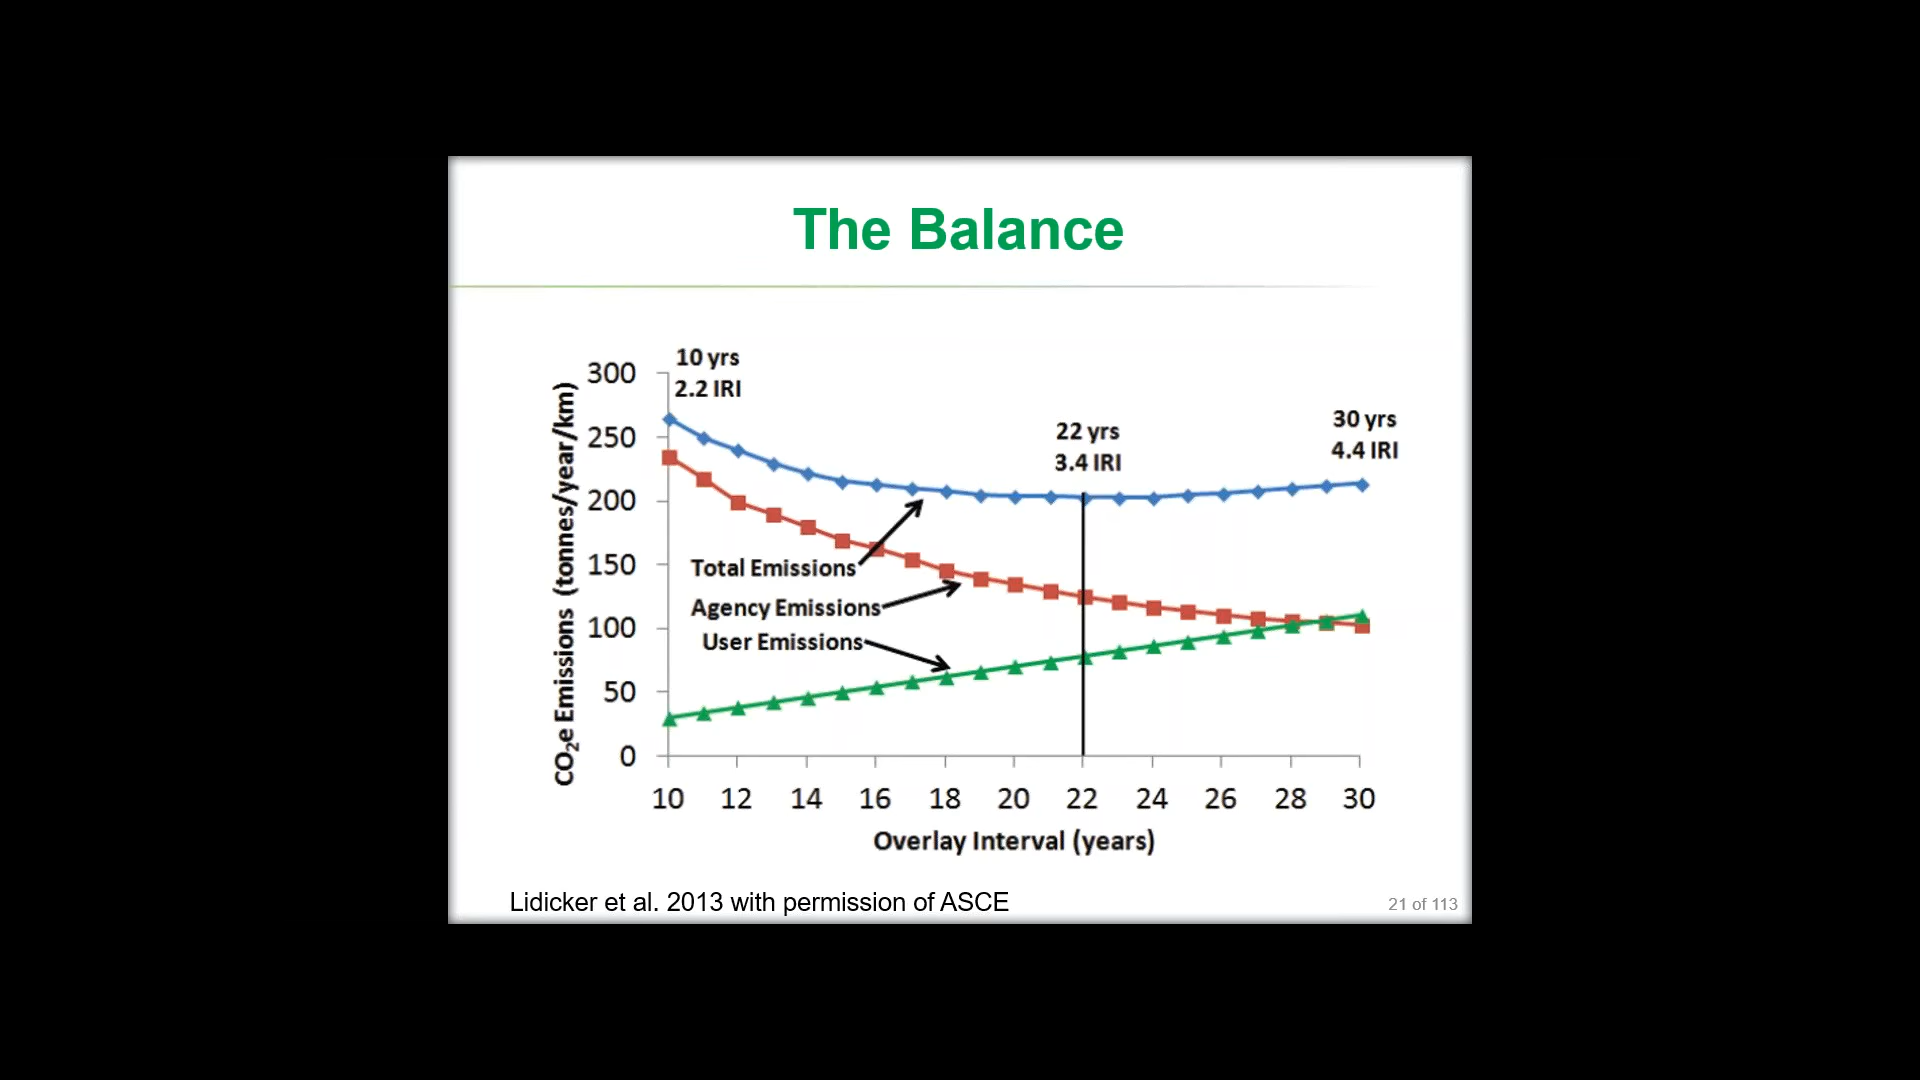 The Balance
10 yrs
2.2 IRI
22 yrs
3.4 IRI
30 yrs
4.4 IRI
300
250
200
150
100
50
0
CO₂e Emissions (tonnes/year/km)
Total Emissions
Agency Emissions
User Emissions
10 12 14 16 18 20 22 24 26 28 30
Overlay Interval (years)
Lidicker et al. 2013 with permission of ASCE
21 of 113